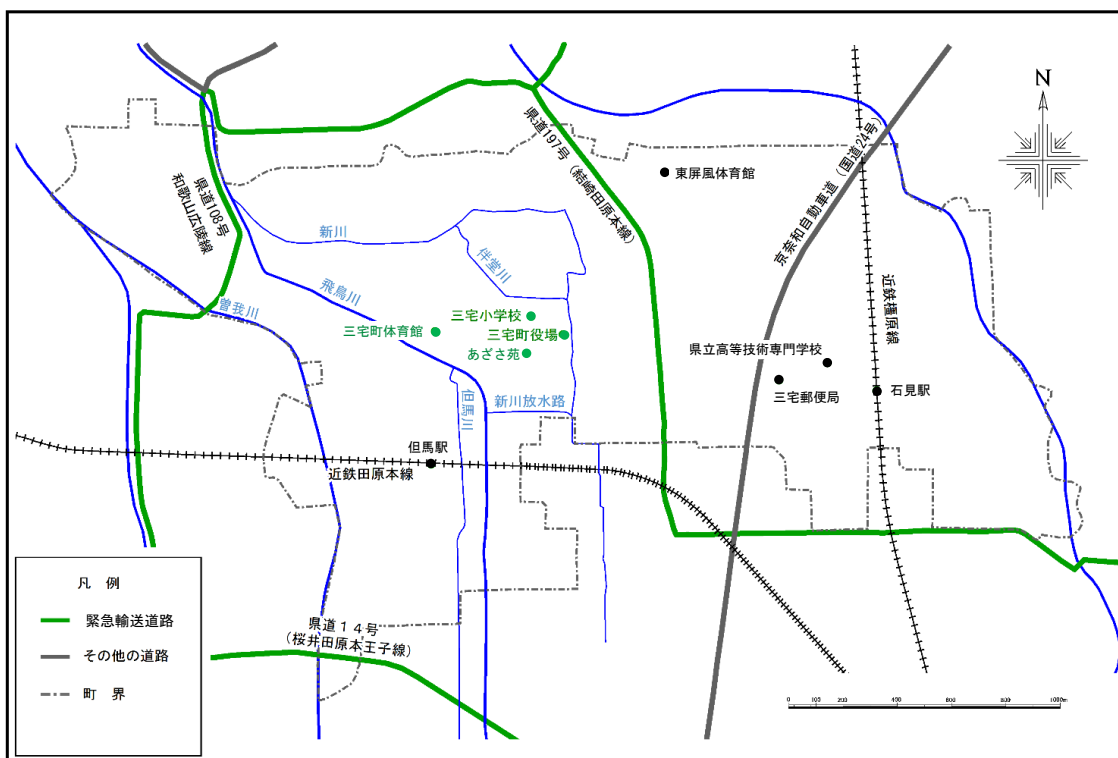 N
県道197号（結崎田原本線）
京奈和自動車道（国道24号）
東屏風体育館
県道108号
和歌山広陵線
新川
伴堂川
飛鳥川
曽我川
三宅町体育館
三宅小学校
三宅町役場
あざさ苑
近鉄橿原線
県立高等技術専門学校
三宅郵便局
石見駅
但馬川
新川放水路
但馬駅
近鉄田原本線
凡 例
緊急輸送道路
その他の道路
町 界
県道１４号
（桜井田原本王子線）
0 100 200 400 600 800 1000m